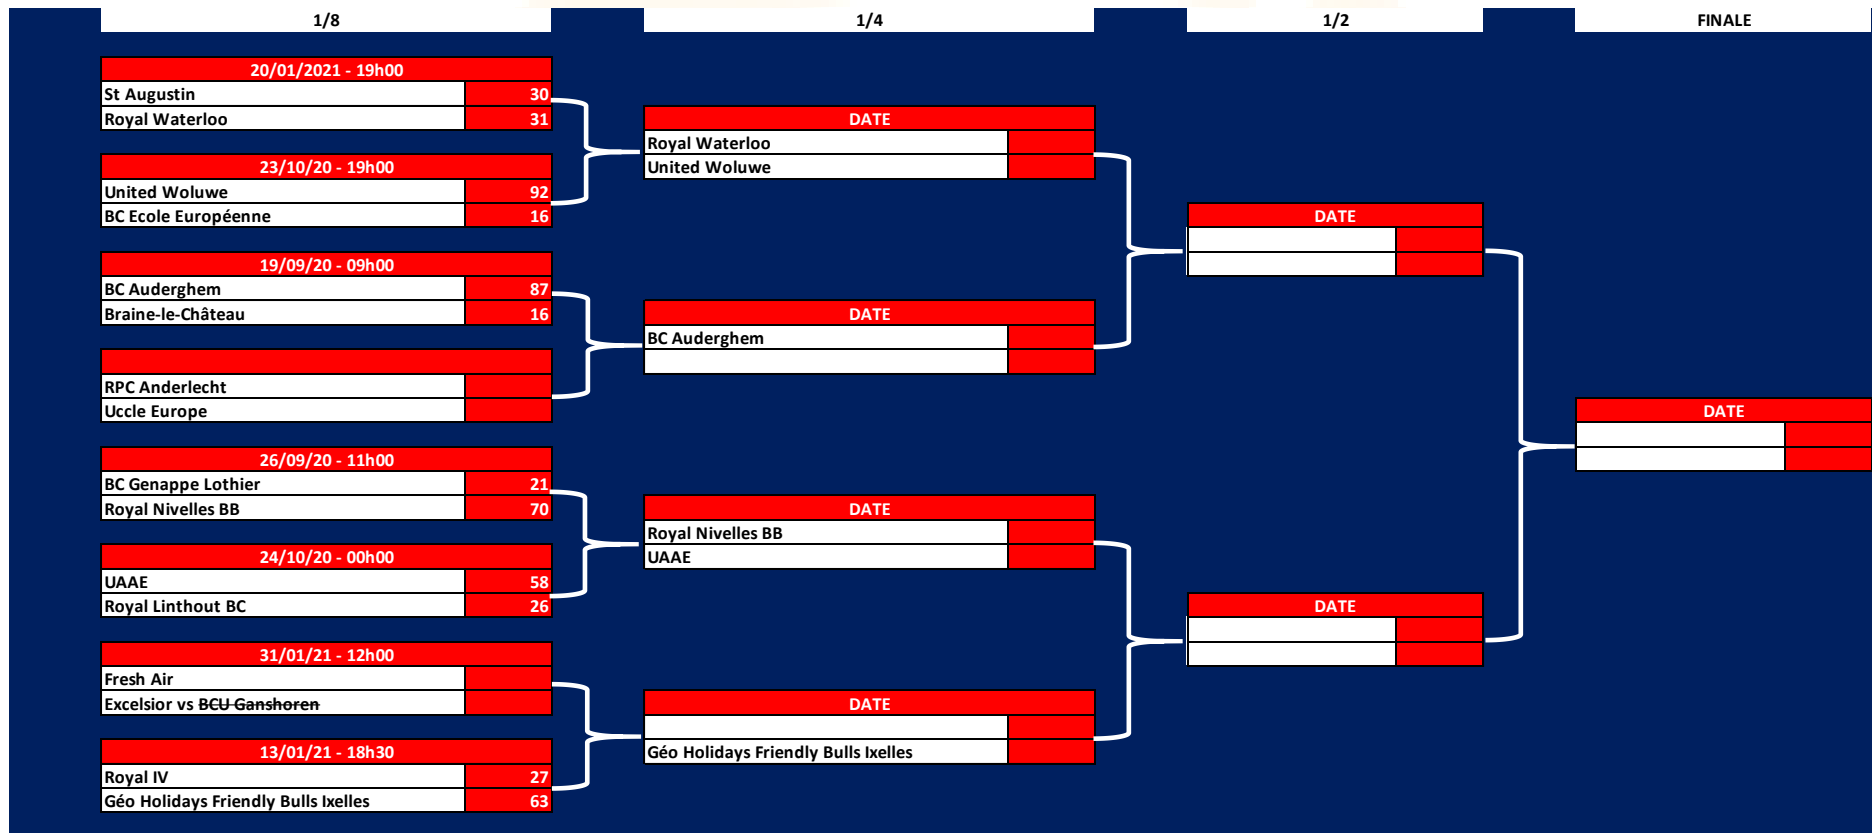 1/8 1/4 1/2 FINALE
20/01/2021 - 19h00
St Augustin 30
Royal Waterloo 31
23/10/20 - 19h00
United Woluwe 92
BC Ecole Européenne 16
19/09/20 - 09h00
BC Auderghem 87
Braine-le-Château 16
RPC Anderlecht
Uccle Europe
26/09/20 - 11h00
BC Genappe Lothier 21
Royal Nivelles BB 70
24/10/20 - 00h00
UAAE 58
Royal Linthout BC 26
31/01/21 - 12h00
Fresh Air
Excelsior vs BCU Ganshoren
13/01/21 - 18h30
Royal IV 27
Géo Holidays Friendly Bulls Ixelles 63
DATE
Royal Waterloo
United Woluwe
DATE
BC Auderghem
DATE
Royal Nivelles BB
UAAE
DATE
Géo Holidays Friendly Bulls Ixelles
DATE
DATE
DATE